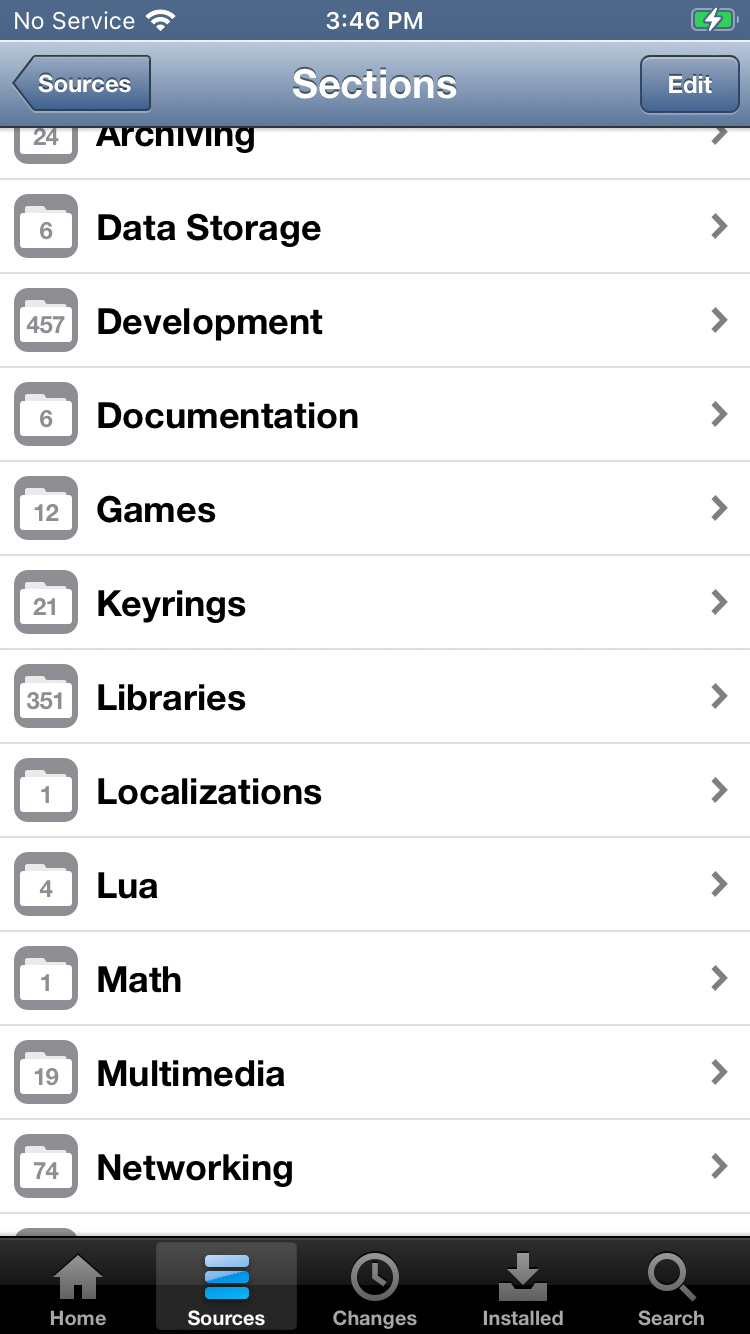 No Service 3:46 PM
Sources Sections Edit
24 Archiving
6 Data Storage
457 Development
6 Documentation
12 Games
21 Keyrings
351 Libraries
1 Localizations
4 Lua
1 Math
19 Multimedia
74 Networking
Home Sources Changes Installed Search